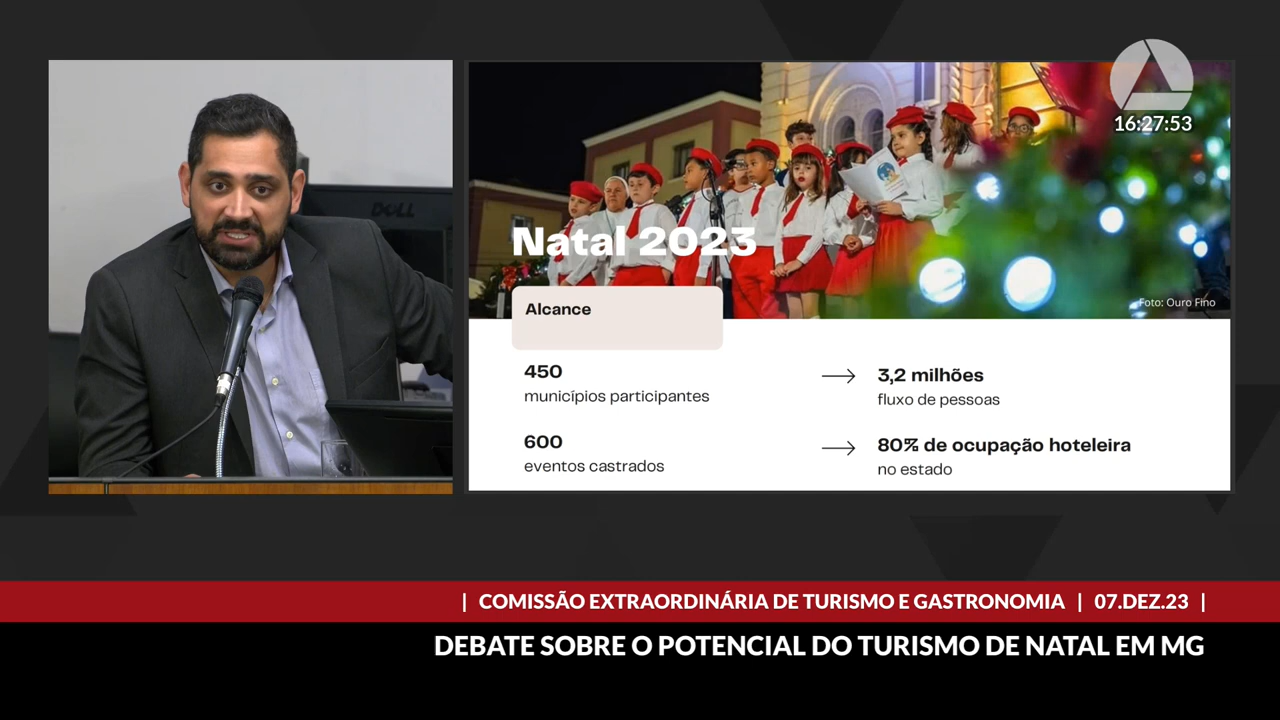 DELL
16:27:53
Natal 2023
Foto: Ouro Fino
Alcance
450
municípios participantes
3,2 milhões
fluxo de pessoas
600
eventos castrados
80% de ocupação hoteleira
no estado
| COMISSÃO EXTRAORDINÁRIA DE TURISMO E GASTRONOMIA | 07.DEZ.23 |
DEBATE SOBRE O POTENCIAL DO TURISMO DE NATAL EM MG